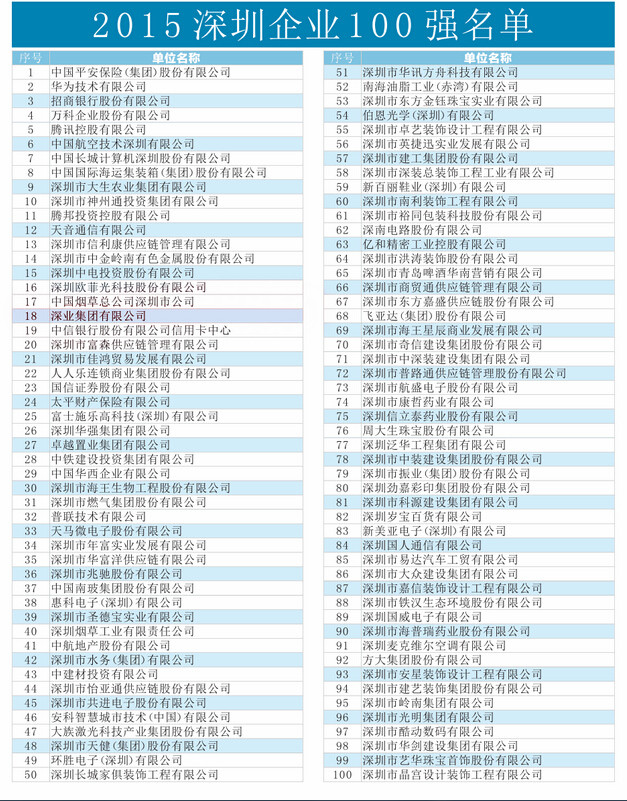 2015深圳企业100强名单
序号 单位名称
1 中国平安保险(集团)股份有限公司
2 华为技术有限公司
3 招商银行股份有限公司
4 万科企业股份有限公司
5 腾讯控股有限公司
6 中国航空技术深圳有限公司
7 中国长城计算机深圳股份有限公司
8 中国国际海运集装箱(集团)股份有限公司
9 深圳市大生农业集团有限公司
10 深圳市神州通投资集团有限公司
11 腾邦投资控股有限公司
12 天音通信有限公司
13 深圳市信利康供应链管理有限公司
14 深圳市中金岭南有色金属股份有限公司
15 深圳中电投资股份有限公司
16 深圳欧菲光科技股份有限公司
17 中国烟草总公司深圳市公司
18 深业集团有限公司
19 中信银行股份有限公司信用卡中心
20 深圳市富森供应链管理有限公司
21 深圳市佳鸿贸易发展有限公司
22 人人乐连锁商业集团股份有限公司
23 国信证券股份有限公司
24 太平财产保险有限公司
25 富士施乐高科技(深圳)有限公司
26 深圳华强集团有限公司
27 卓越置业集团有限公司
28 中铁建设投资集团有限公司
29 中国华西企业有限公司
30 深圳市海王生物工程股份有限公司
31 深圳市燃气集团股份有限公司
32 普联技术有限公司
33 天马微电子股份有限公司
34 深圳市年富实业发展有限公司
35 深圳市华富洋供应链有限公司
36 深圳市兆驰股份有限公司
37 中国南玻集团股份有限公司
38 惠科电子(深圳)有限公司
39 深圳市圣德宝实业有限公司
40 深圳烟草工业有限责任公司
41 中航地产股份有限公司
42 深圳市水务(集团)有限公司
43 中建材投资有限公司
44 深圳市怡亚通供应链股份有限公司
45 深圳市共进电子股份有限公司
46 安科智慧城市技术(中国)有限公司
47 大族激光科技产业集团股份有限公司
48 深圳市天健(集团)股份有限公司
49 环胜电子(深圳)有限公司
50 深圳长城家俱装饰工程有限公司
序号 单位名称
51 深圳市华讯方舟科技有限公司
52 南海油脂工业(赤湾)有限公司
53 深圳市东方金钰珠宝实业有限公司
54 伯恩光学(深圳)有限公司
55 深圳市卓艺装饰设计工程有限公司
56 深圳市英捷迅实业发展有限公司
57 深圳市建工集团股份有限公司
58 深圳市深装总装饰工程工业有限公司
59 新百丽鞋业(深圳)有限公司
60 深圳市南利装饰工程有限公司
61 深圳市裕同包装科技股份有限公司
62 深南电路股份有限公司
63 亿和精密工业控股有限公司
64 深圳市洪涛装饰股份有限公司
65 深圳市青岛啤酒华南营销有限公司
66 深圳市商贸通供应链管理有限公司
67 深圳市东方嘉盛供应链股份有限公司
68 飞亚达(集团)股份有限公司
69 深圳市海王星辰商业发展有限公司
70 深圳市奇信建设集团股份有限公司
71 深圳市中深装建设集团有限公司
72 深圳市普路通供应链管理股份有限公司
73 深圳市航盛电子股份有限公司
74 深圳市康哲药业有限公司
75 深圳信立泰药业股份有限公司
76 周大生珠宝股份有限公司
77 深圳泛华工程集团有限公司
78 深圳市中装建设集团股份有限公司
79 深圳市振业(集团)股份有限公司
80 深圳劲嘉彩印集团股份有限公司
81 深圳市科源建设集团有限公司
82 深圳岁宝百货有限公司
83 新美亚电子(深圳)有限公司
84 深圳国人通信有限公司
85 深圳市易达汽车工贸有限公司
86 深圳市大众建设集团有限公司
87 深圳市嘉信装饰设计工程有限公司
88 深圳市铁汉生态环境股份有限公司
89 深圳国威电子有限公司
90 深圳市海普瑞药业股份有限公司
91 深圳麦克维尔空调有限公司
92 方大集团股份有限公司
93 深圳市安星装饰设计工程有限公司
94 深圳市建艺装饰集团股份有限公司
95 深圳市岭南集团有限公司
96 深圳市光明集团有限公司
97 深圳市酷动数码有限公司
98 深圳市华剑建设集团有限公司
99 深圳市艺华珠宝首饰股份有限公司
100 深圳市晶宫设计装饰工程有限公司